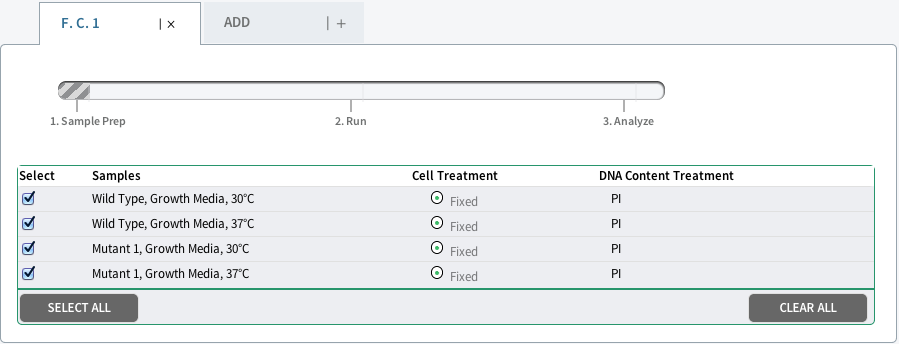 F. C. 1 | × ADD | +
1. Sample Prep 2. Run 3. Analyze
Select Samples Cell Treatment DNA Content Treatment
Wild Type, Growth Media, 30°C Fixed PI
Wild Type, Growth Media, 37°C Fixed PI
Mutant 1, Growth Media, 30°C Fixed PI
Mutant 1, Growth Media, 37°C Fixed PI
SELECT ALL CLEAR ALL